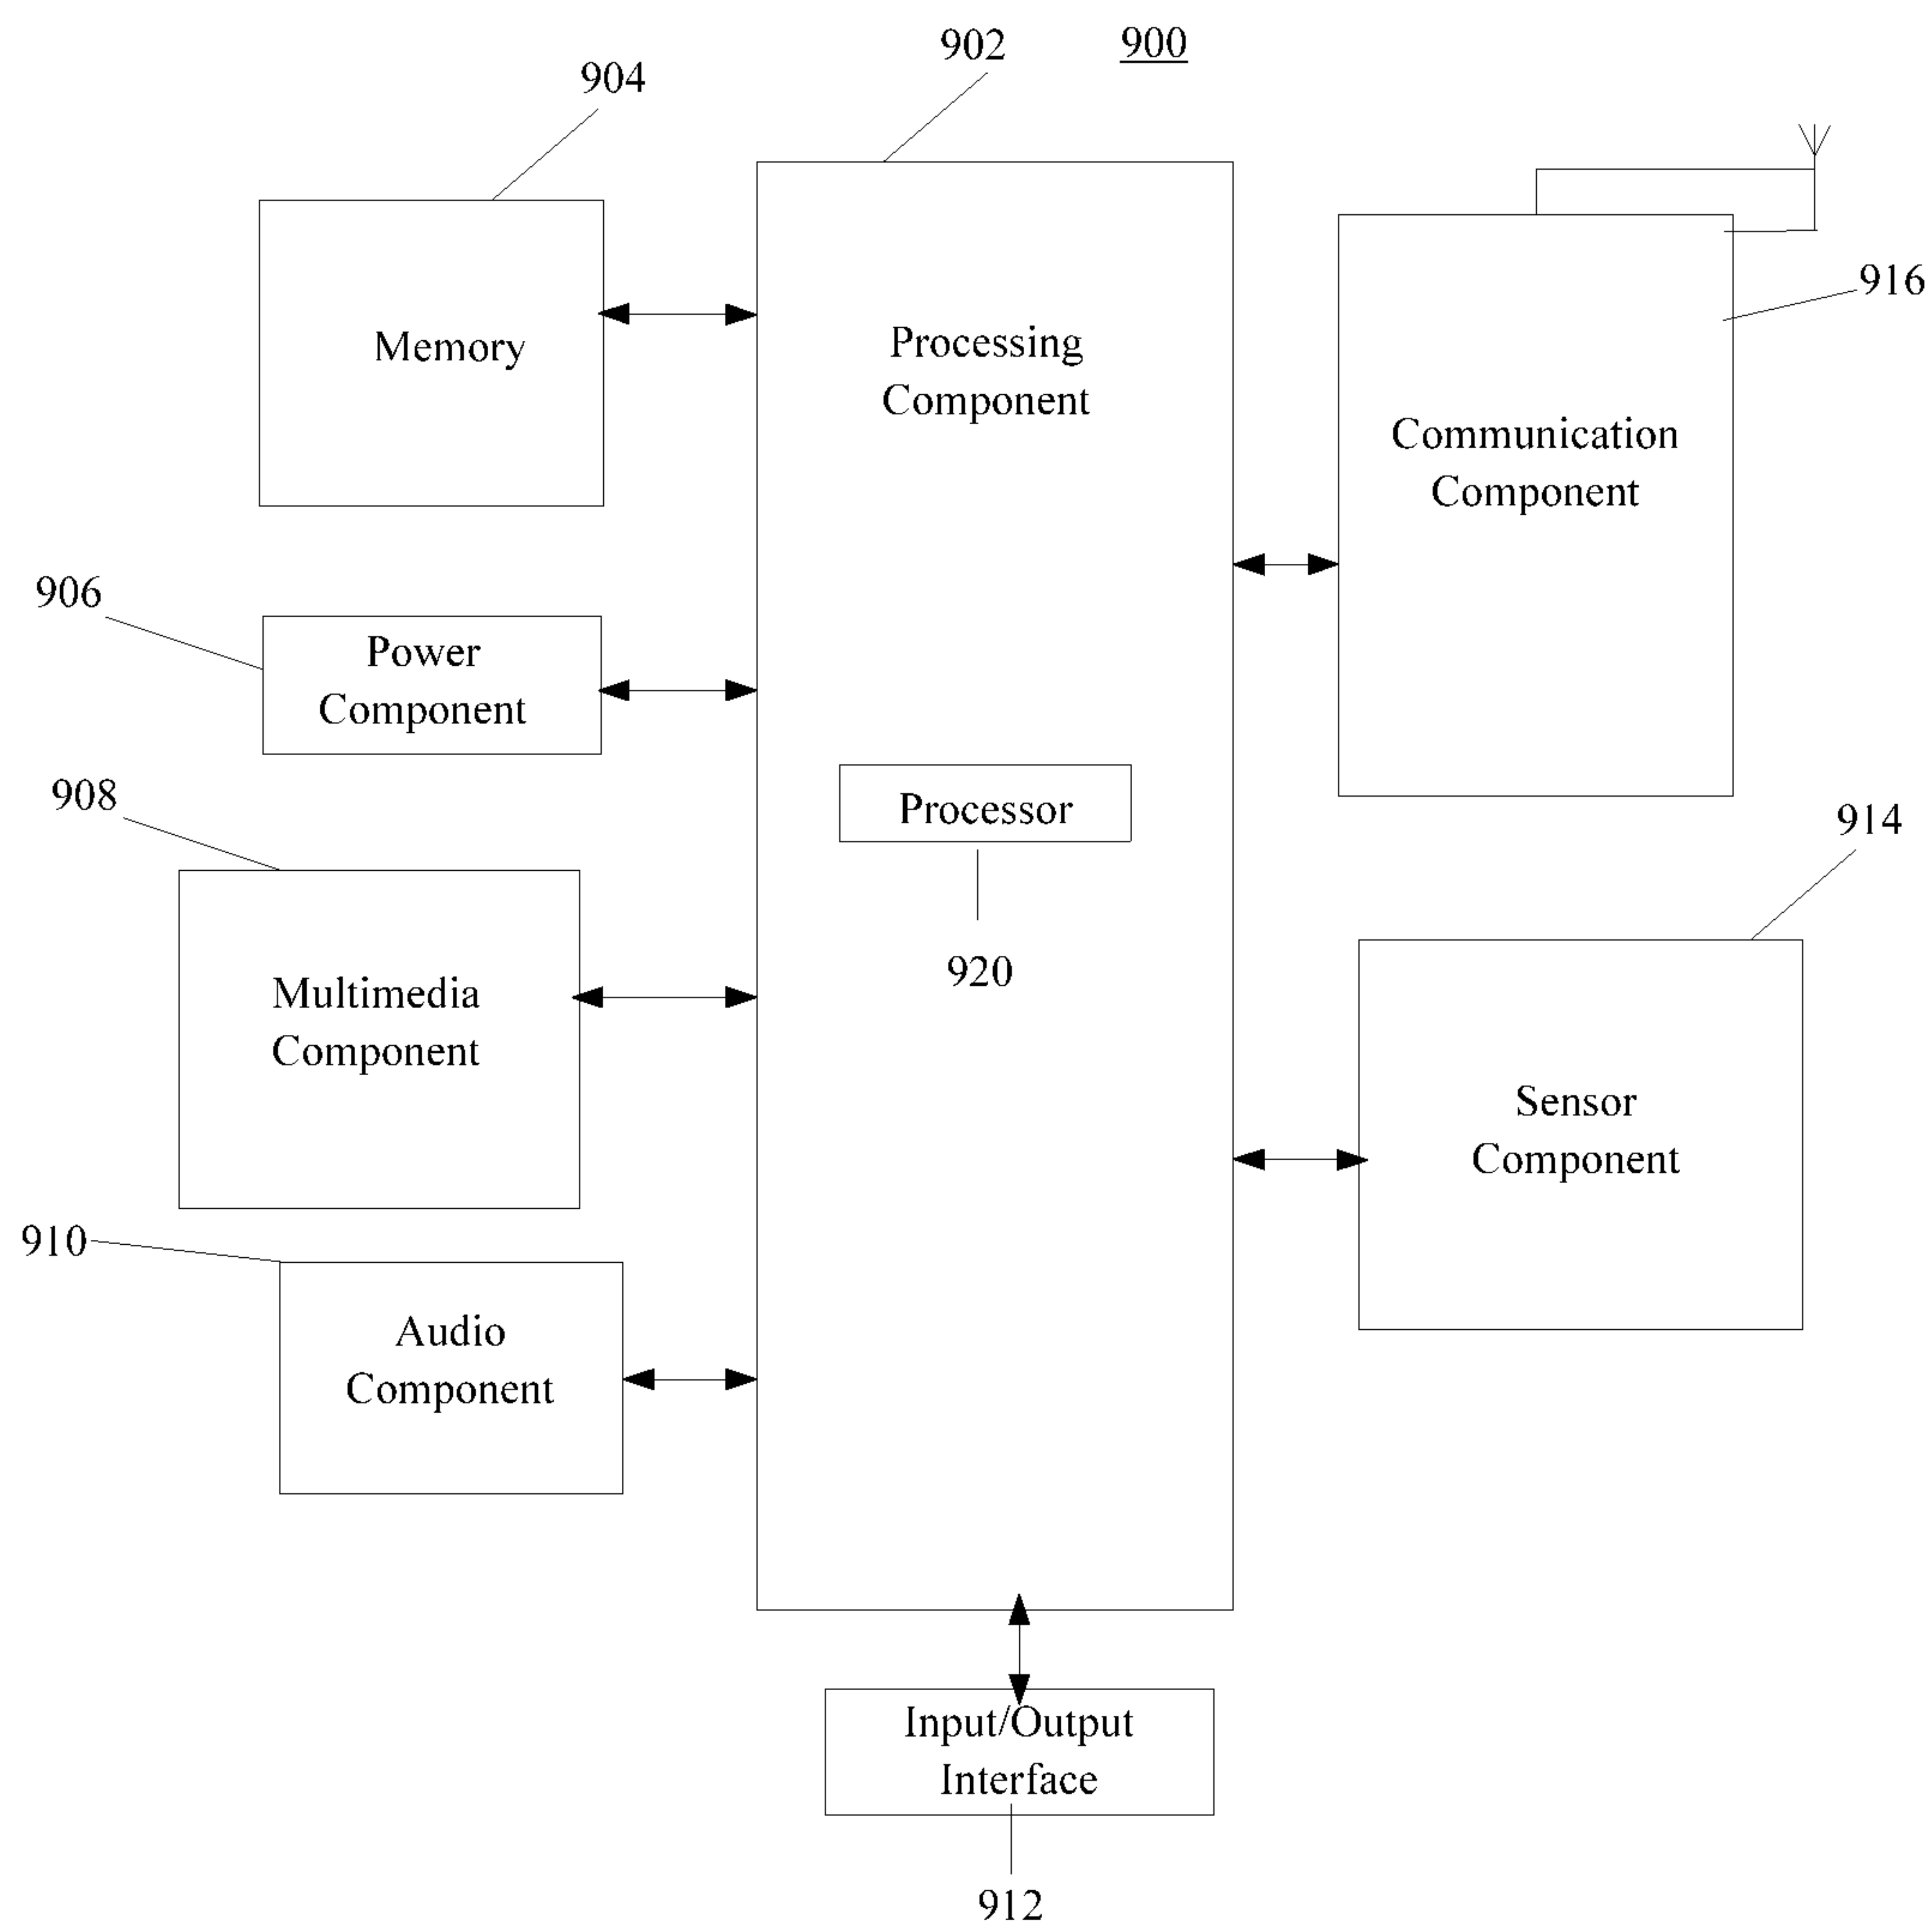 902
900
904
916
Memory
Processing
Component
Communication
Component
906
Power
Component
908
Processor
914
920
Multimedia
Component
Sensor
Component
910
Audio
Component
Input/Output
Interface
912